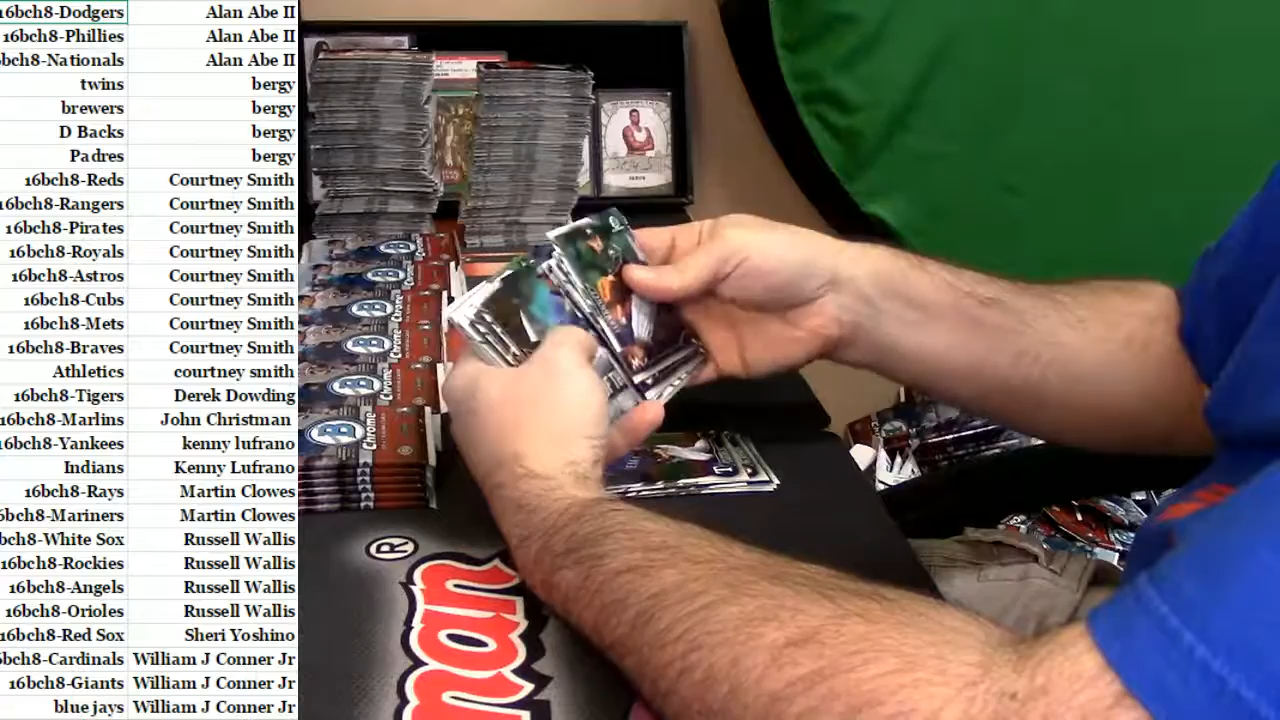 16bch8-Dodgers Alan Abe II
16bch8-Phillies Alan Abe II
bch8-Nationals Alan Abe II
twins bergy
brewers bergy
D Backs bergy
Padres bergy
16bch8-Reds Courtney Smith
16bch8-Rangers Courtney Smith
16bch8-Pirates Courtney Smith
16bch8-Royals Courtney Smith
16bch8-Astros Courtney Smith
16bch8-Cubs Courtney Smith
16bch8-Mets Courtney Smith
16bch8-Braves Courtney Smith
Athletics courtney smith
16bch8-Tigers Derek Dowding
16bch8-Marlins John Christman
16bch8-Yankees kenny lufrano
Indians Kenny Lufrano
16bch8-Rays Martin Clowes
6bch8-Mariners Martin Clowes
bch8-White Sox Russell Wallis
16bch8-Rockies Russell Wallis
16bch8-Angels Russell Wallis
16bch8-Orioles Russell Wallis
16bch8-Red Sox Sheri Yoshino
6bch8-Cardinals William J Conner Jr
16bch8-Giants William J Conner Jr
blue jays William J Conner Jr
B Chrome
B Chrome
B Chrome
B Chrome
man ®